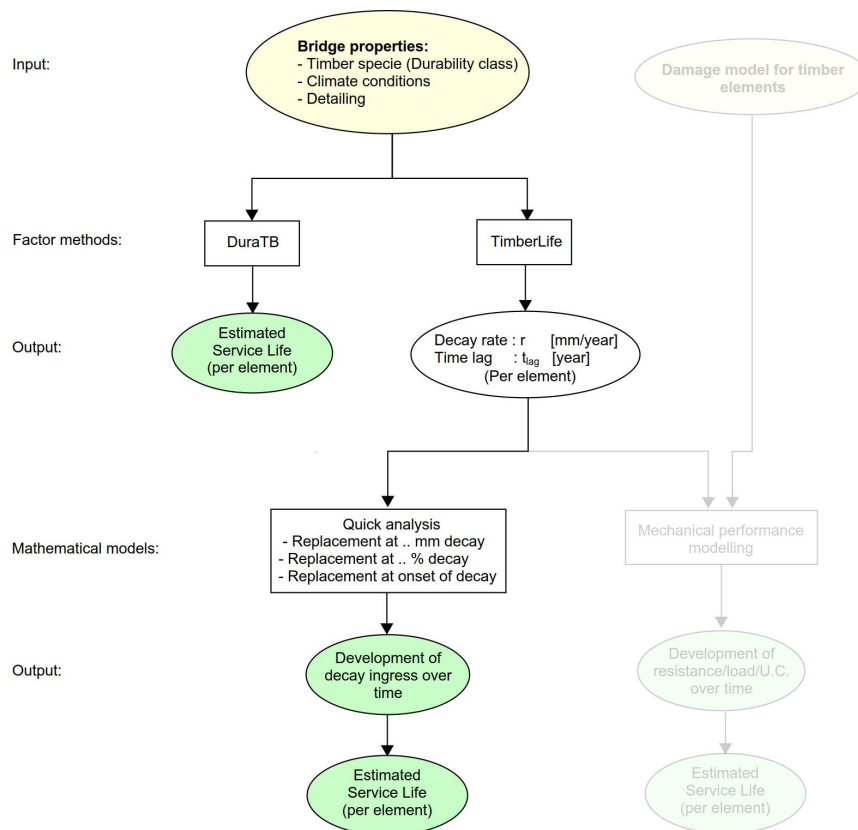 Input:
Bridge properties:
- Timber specie (Durability class)
- Climate conditions
- Detailing
Damage model for timber
elements
Factor methods:
DuraTB
TimberLife
Output:
Estimated
Service Life
(per element)
Decay rate : r [mm/year]
Time lag : tlag [year]
(Per element)
Mathematical models:
Quick analysis
- Replacement at .. mm decay
- Replacement at .. % decay
- Replacement at onset of decay
Mechanical performance
modelling
Output:
Development of
decay ingress over
time
Development of
resistance/load/U.C.
over time
Estimated
Service Life
(per element)
Estimated
Service Life
(per element)